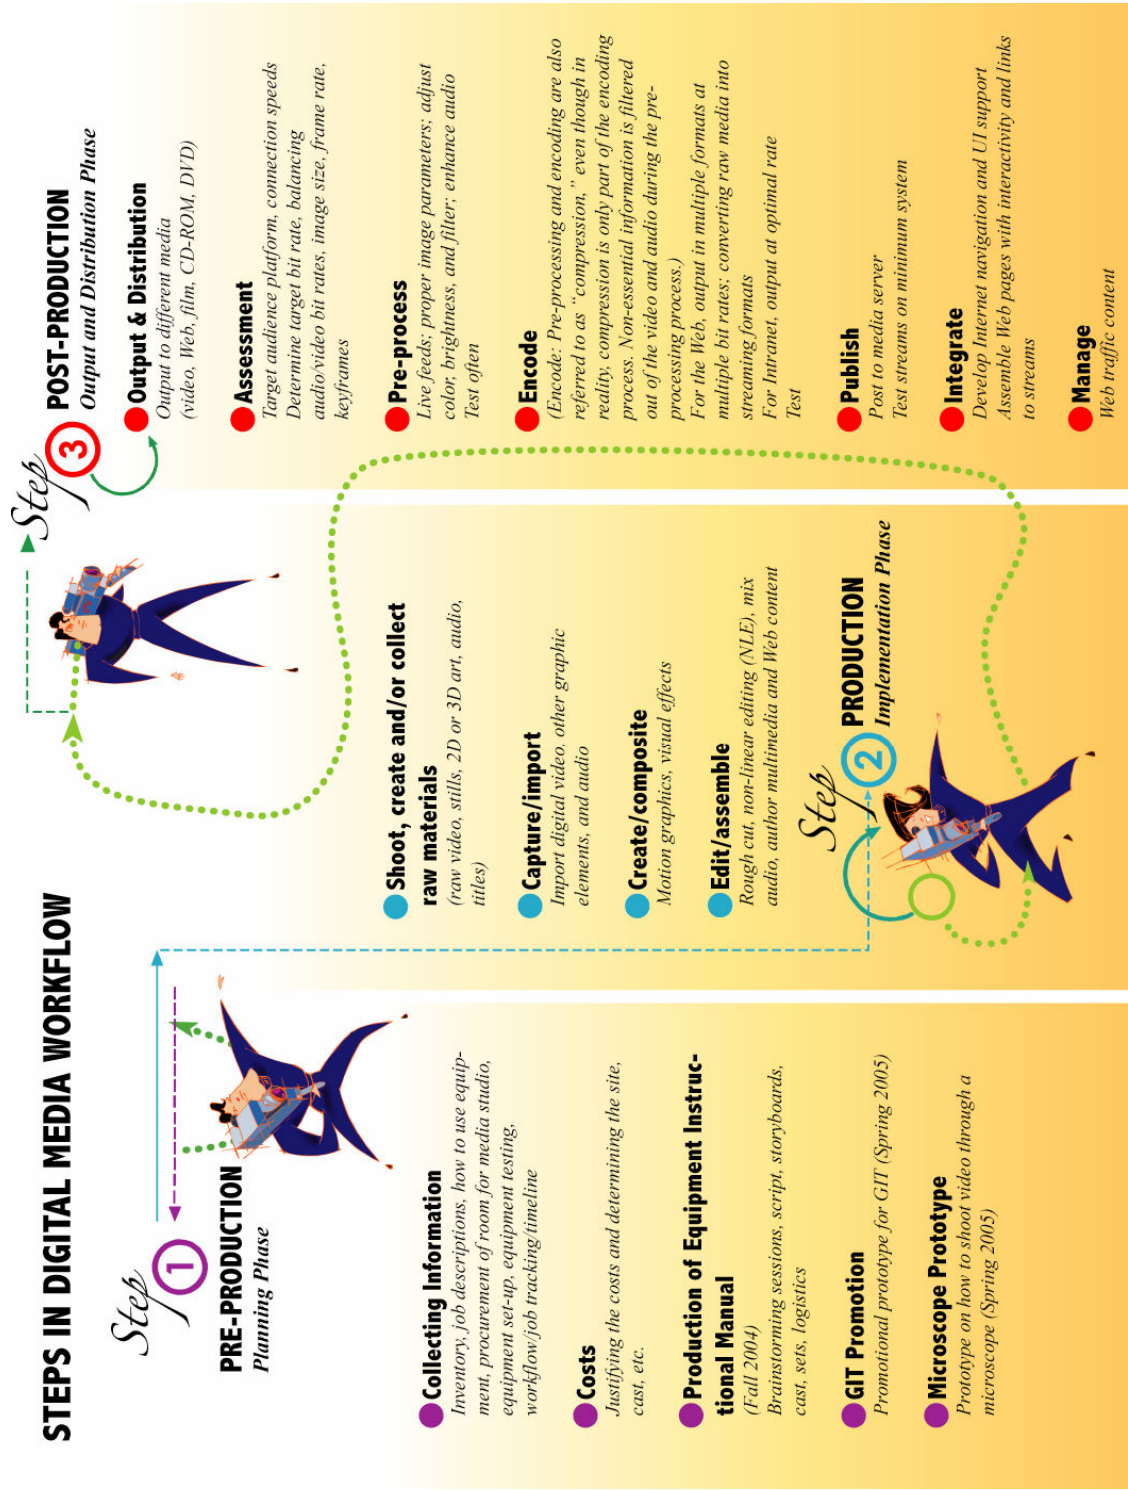 STEPS IN DIGITAL MEDIA WORKFLOW
Step
1
PRE-PRODUCTION
Planning Phase
Collecting Information
Inventory, job descriptions, how to use equip-
ment, procurement of room for media studio,
equipment set-up, equipment testing,
workflow/job tracking/timeline
Costs
Justifying the costs and determining the site,
cast, etc.
Production of Equipment Instruc-
tional Manual
(Fall 2004)
Brainstorming sessions, script, storyboards,
cast, sets, logistics
GIT Promotion
Promotional prototype for GIT (Spring 2005)
Microscope Prototype
Prototype on how to shoot video through a
microscope (Spring 2005)
Step
2
PRODUCTION
Implementation Phase
Shoot, create and/or collect
raw materials
(raw video, stills, 2D or 3D art, audio,
titles)
Capture/import
Import digital video. other graphic
elements, and audio
Create/composite
Motion graphics, visual effects
Edit/assemble
Rough cut, non-linear editing (NLE), mix
audio, author multimedia and Web content
Step
3
POST-PRODUCTION
Output and Distribution Phase
Output & Distribution
Output to different media
(video, Web, film, CD-ROM, DVD)
Assessment
Target audience platform, connection speeds
Determine target bit rate, balancing
audio/video bit rates, image size, frame rate,
keyframes
Pre-process
Live feeds; proper image parameters; adjust
color, brightness, and filter; enhance audio
Test often
Encode
(Encode: Pre-processing and encoding are also
referred to as “compression,” even though in
reality, compression is only part of the encoding
process. Non-essential information is filtered
out of the video and audio during the pre-
processing process.)
For the Web, output in multiple formats at
multiple bit rates; converting raw media into
streaming formats
For Intranet, output at optimal rate
Test
Publish
Post to media server
Test streams on minimum system
Integrate
Develop Internet navigation and UI support
Assemble Web pages with interactivity and links
to streams
Manage
Web traffic content